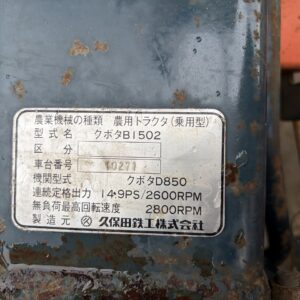 農業機械の種類 農用トラクタ(乗用型)
型式名 クボタB1502
区分
車台番号 10271
機関型式 クボタD850
連続定格出力 14.9PS/2600RPM
無負荷最高回転速度 2800RPM
製造元 久保田鉄工株式会社